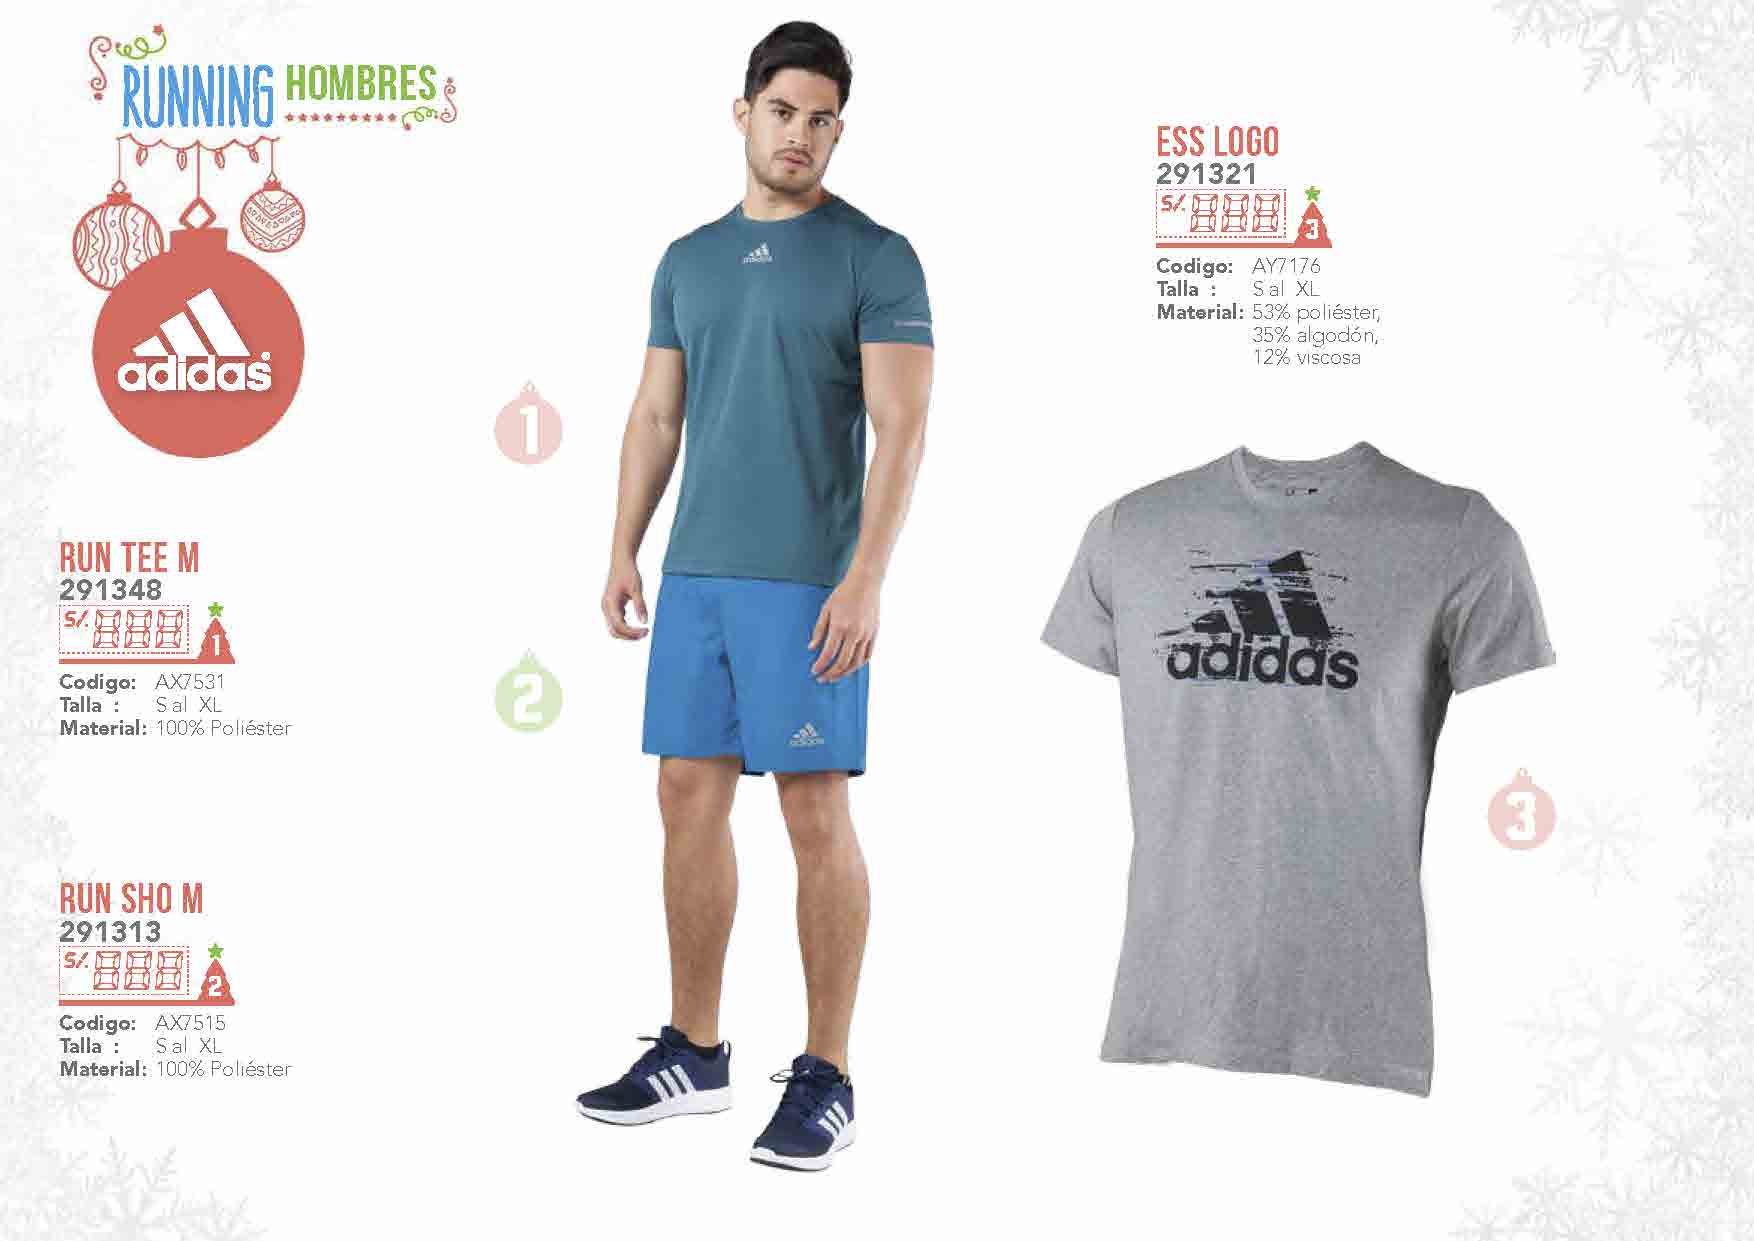 RUNNING HOMBRES
adidas
RUN TEE M
291348
S/. 888
1
Codigo: AX7531
Talla : S al XL
Material: 100% Poliéster
RUN SHO M
291313
S/. 888
2
Codigo: AX7515
Talla : S al XL
Material: 100% Poliéster
1
2
adidas
adidas
ESS LOGO
291321
S/. 888
3
Codigo: AY7176
Talla : S al XL
Material: 53% poliéster,
35% algodón,
12% viscosa
adidas
3